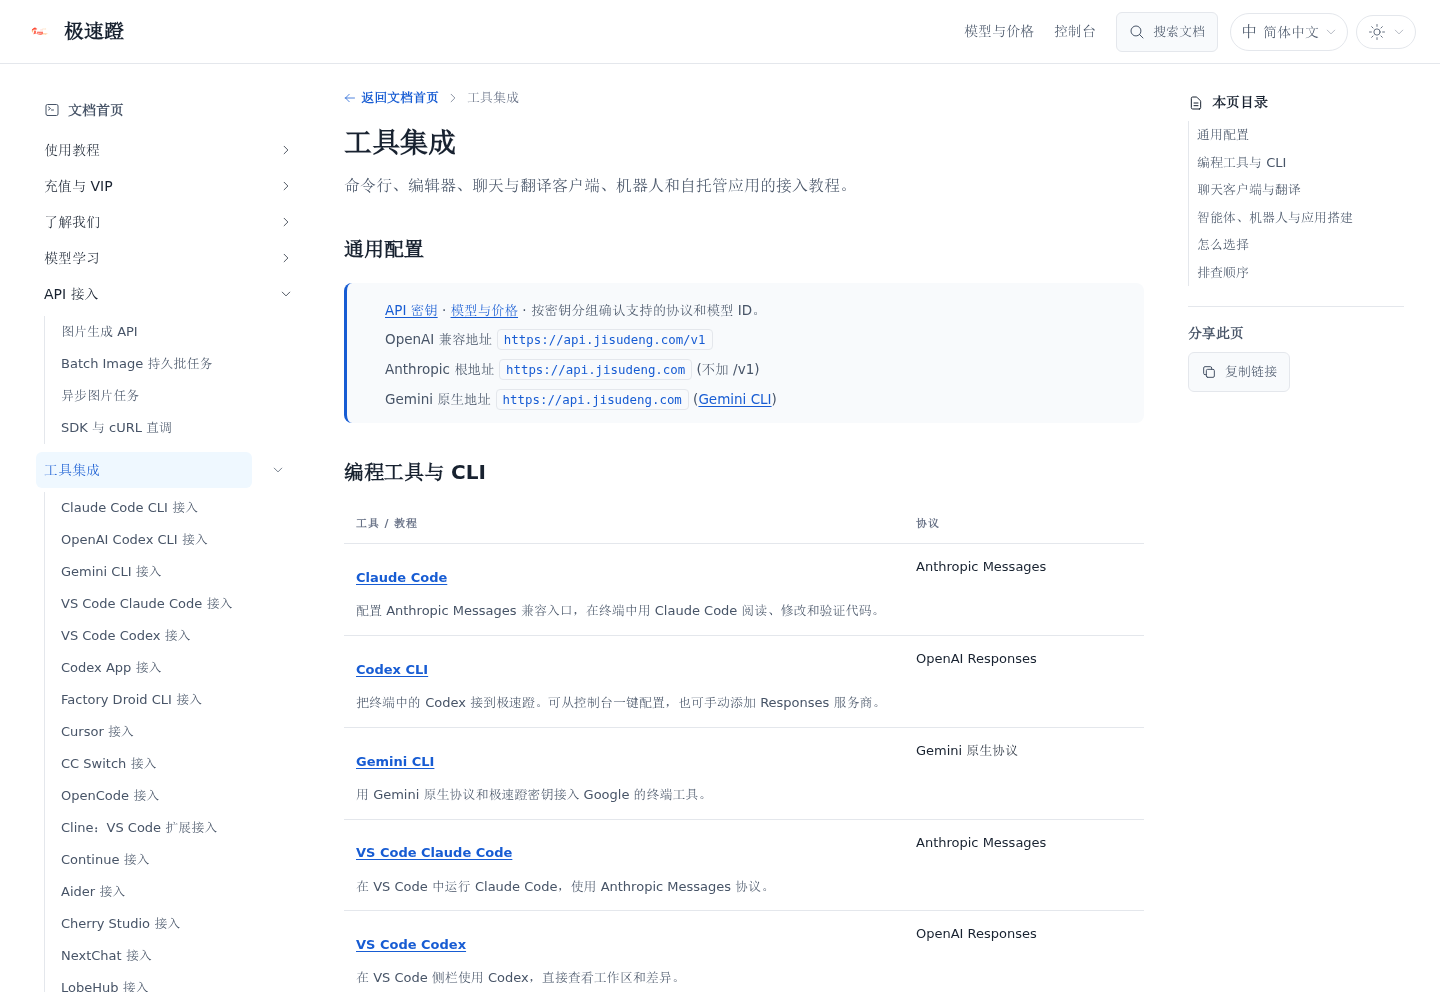 极速蹬
模型与价格
控制台
搜索文档
中 简体中文
文档首页
使用教程
充值与 VIP
了解我们
模型学习
API 接入
图片生成 API
Batch Image 持久批任务
异步图片任务
SDK 与 cURL 直调
工具集成
Claude Code CLI 接入
OpenAI Codex CLI 接入
Gemini CLI 接入
VS Code Claude Code 接入
VS Code Codex 接入
Codex App 接入
Factory Droid CLI 接入
Cursor 接入
CC Switch 接入
OpenCode 接入
Cline：VS Code 扩展接入
Continue 接入
Aider 接入
Cherry Studio 接入
NextChat 接入
LobeHub 接入
← 返回文档首页 > 工具集成
工具集成
命令行、编辑器、聊天与翻译客户端、机器人和自托管应用的接入教程。
通用配置
API 密钥 · 模型与价格 · 按密钥分组确认支持的协议和模型 ID。
OpenAI 兼容地址 https://api.jisudeng.com/v1
Anthropic 根地址 https://api.jisudeng.com (不加 /v1)
Gemini 原生地址 https://api.jisudeng.com (Gemini CLI)
编程工具与 CLI
工具 / 教程
协议
Claude Code
Anthropic Messages
配置 Anthropic Messages 兼容入口，在终端中用 Claude Code 阅读、修改和验证代码。
Codex CLI
OpenAI Responses
把终端中的 Codex 接到极速蹬。可从控制台一键配置，也可手动添加 Responses 服务商。
Gemini CLI
Gemini 原生协议
用 Gemini 原生协议和极速蹬密钥接入 Google 的终端工具。
VS Code Claude Code
Anthropic Messages
在 VS Code 中运行 Claude Code，使用 Anthropic Messages 协议。
VS Code Codex
OpenAI Responses
在 VS Code 侧栏使用 Codex，直接查看工作区和差异。
本页目录
通用配置
编程工具与 CLI
聊天客户端与翻译
智能体、机器人与应用搭建
怎么选择
排查顺序
分享此页
复制链接